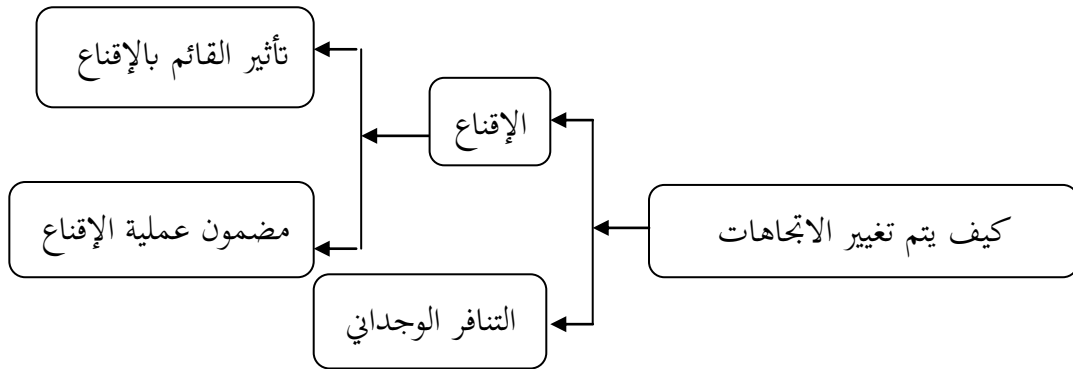 كيف يتم تغيير الاتجاهات
الإقناع
تأثير القائم بالإقناع
مضمون عملية الإقناع
التنافر الوجداني